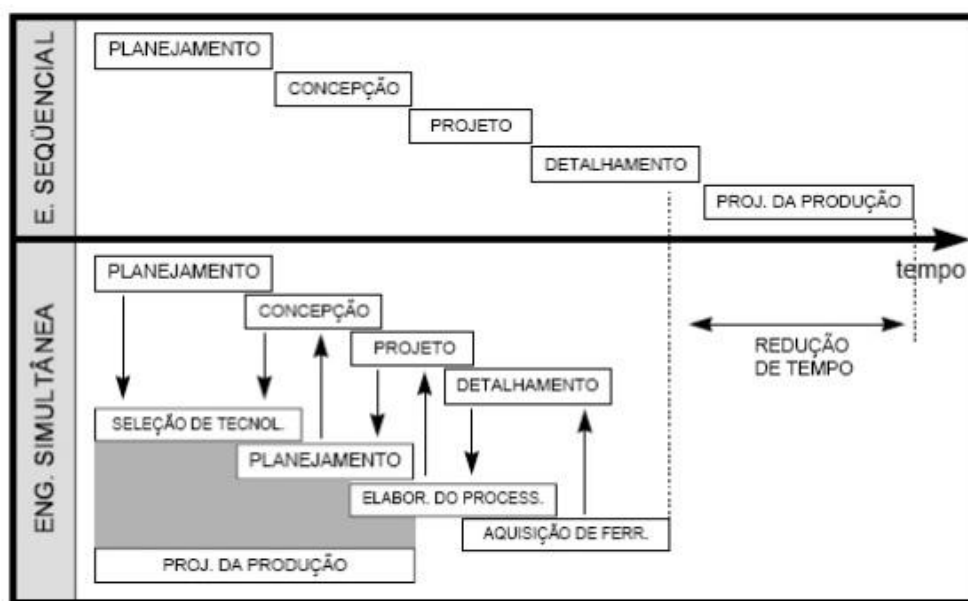 E. SEQÜENCIAL
PLANEJAMENTO
CONCEPÇÃO
PROJETO
DETALHAMENTO
PROJ. DA PRODUÇÃO
tempo
ENG. SIMULTÂNEA
PLANEJAMENTO
CONCEPÇÃO
PROJETO
DETALHAMENTO
REDUÇÃO
DE TEMPO
SELEÇÃO DE TECNOL.
PLANEJAMENTO
ELABOR. DO PROCESS.
AQUISIÇÃO DE FERR.
PROJ. DA PRODUÇÃO